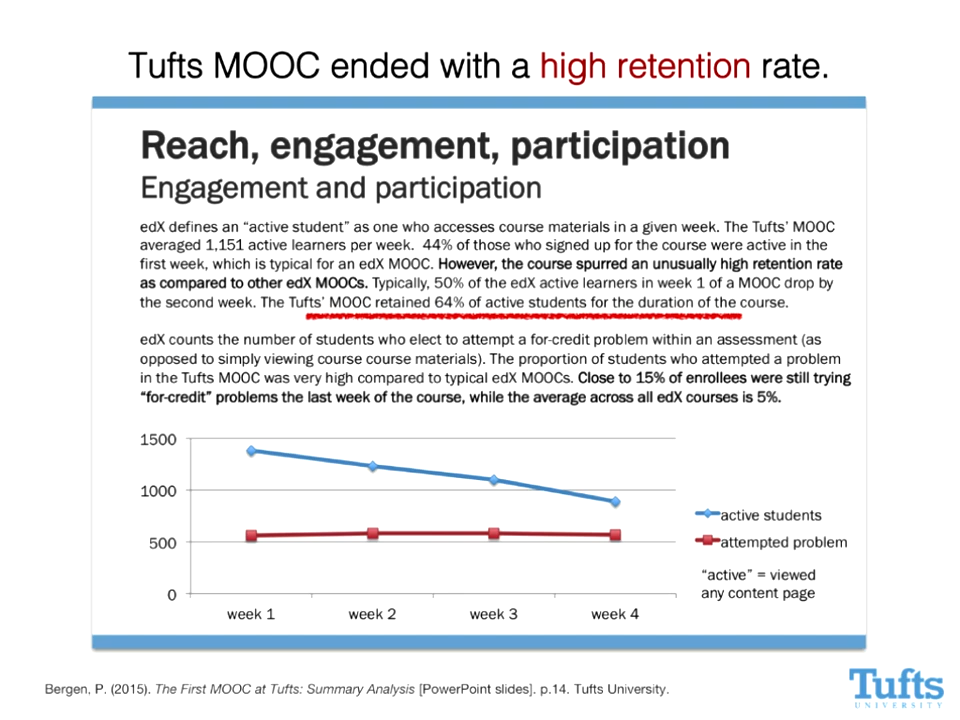 Tufts MOOC ended with a high retention rate.
Reach, engagement, participation
Engagement and participation
edX defines an “active student” as one who accesses course materials in a given week. The Tufts’ MOOC
averaged 1,151 active learners per week.  44% of those who signed up for the course were active in the
first week, which is typical for an edX MOOC. However, the course spurred an unusually high retention rate
as compared to other edX MOOCs. Typically, 50% of the edX active learners in week 1 of a MOOC drop by
the second week. The Tufts’ MOOC retained 64% of active students for the duration of the course.
edX counts the number of students who elect to attempt a for-credit problem within an assessment (as
opposed to simply viewing course course materials). The proportion of students who attempted a problem
in the Tufts MOOC was very high compared to typical edX MOOCs. Close to 15% of enrollees were still trying
“for-credit” problems the last week of the course, while the average across all edX courses is 5%.
1500
1000
500
0
week 1 week 2 week 3 week 4
active students
attempted problem
“active” = viewed
any content page
Bergen, P. (2015). The First MOOC at Tufts: Summary Analysis [PowerPoint slides]. p.14. Tufts University.
Tufts
UNIVERSITY